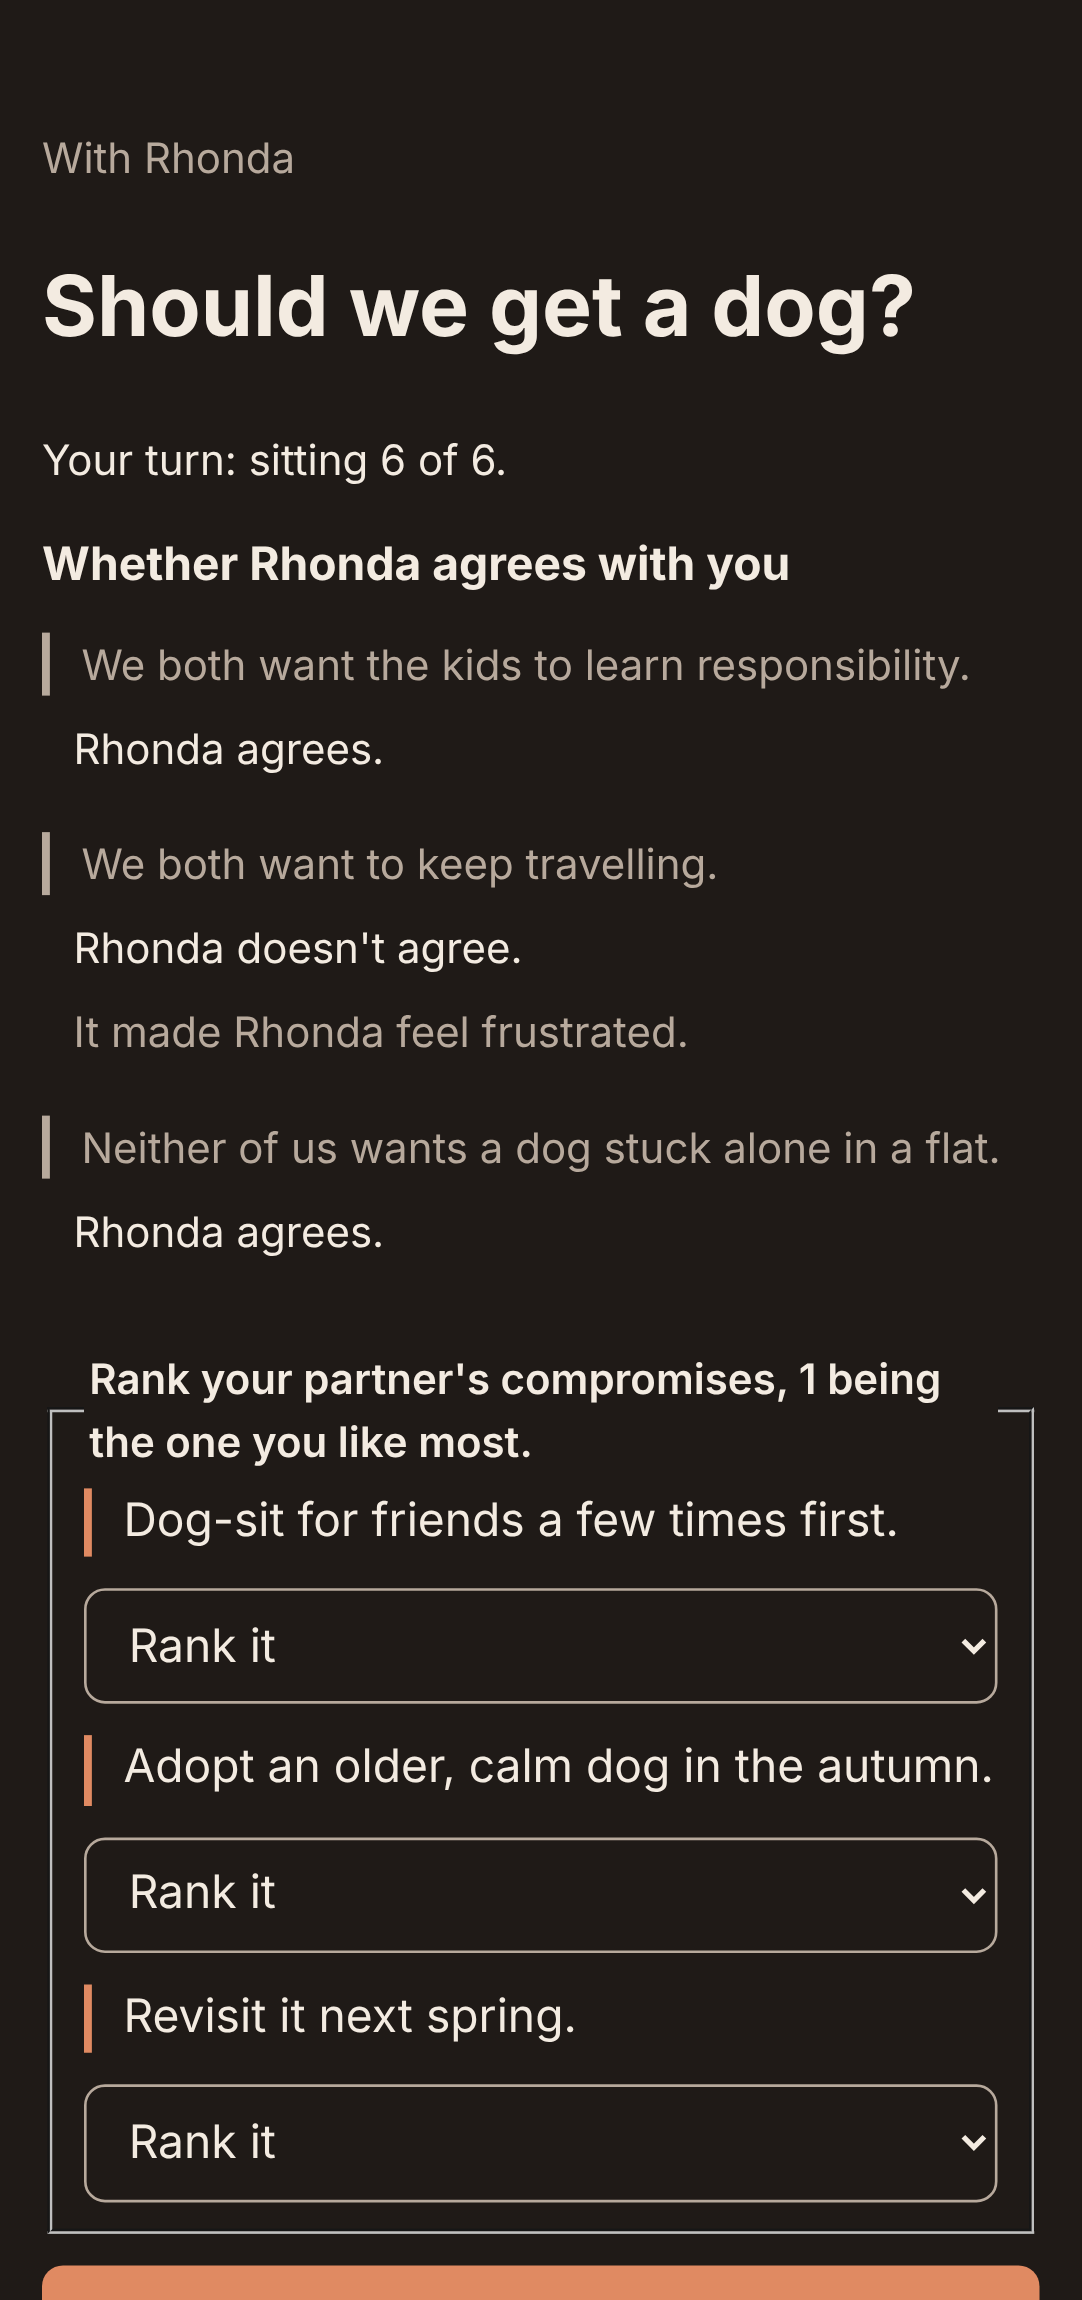 With Rhonda
Should we get a dog?
Your turn: sitting 6 of 6.
Whether Rhonda agrees with you
We both want the kids to learn responsibility.
Rhonda agrees.
We both want to keep travelling.
Rhonda doesn't agree.
It made Rhonda feel frustrated.
Neither of us wants a dog stuck alone in a flat.
Rhonda agrees.
Rank your partner's compromises, 1 being
the one you like most.
Dog-sit for friends a few times first.
Rank it
Adopt an older, calm dog in the autumn.
Rank it
Revisit it next spring.
Rank it